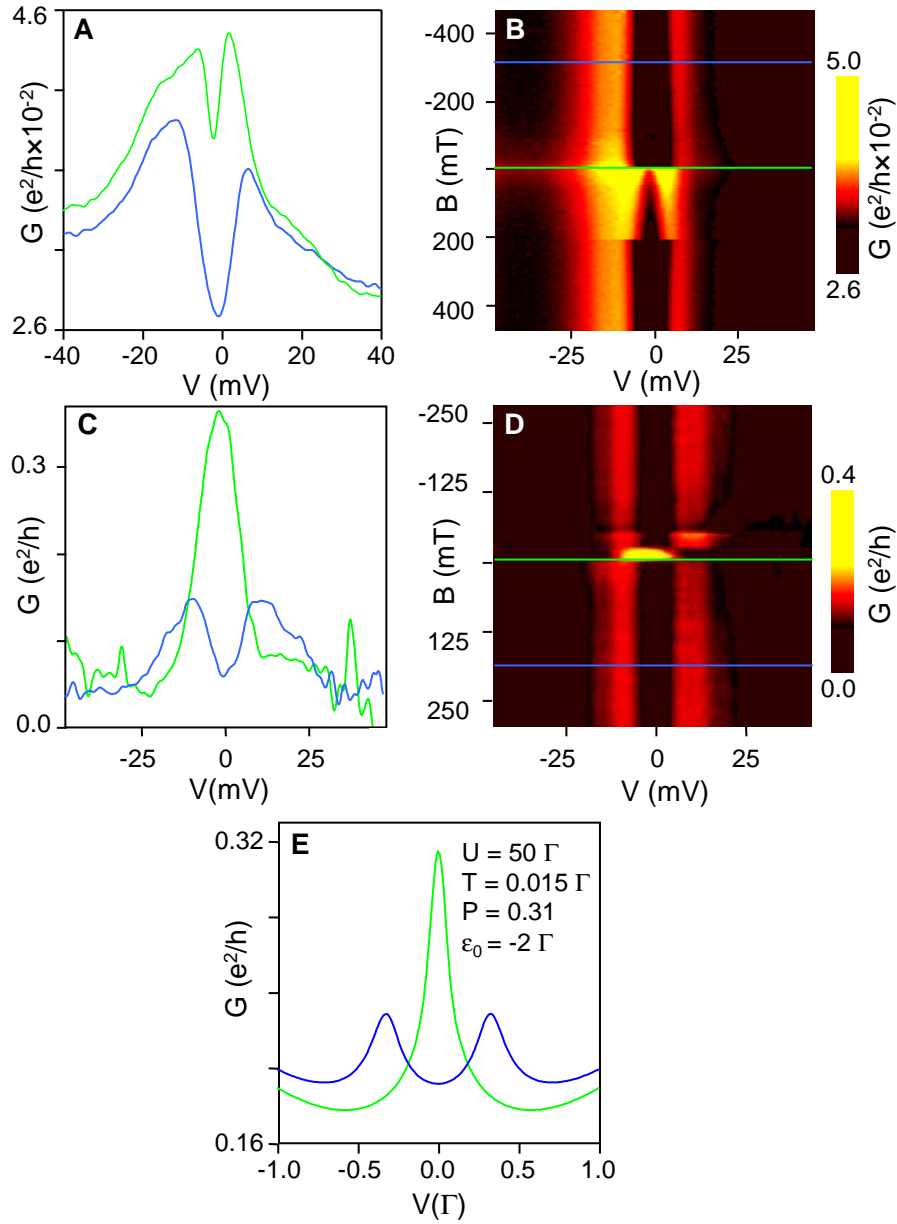 A
4.6
2.6
G (e²/h×10⁻²)
-40
-20
0
20
40
V (mV)
B
-400
-200
200
400
B (mT)
-25
0
25
V (mV)
5.0
2.6
G (e²/h×10⁻²)
C
0.3
0.0
G (e²/h)
-25
0
25
V(mV)
D
-250
-125
125
250
B (mT)
-25
0
25
V (mV)
0.4
0.0
G (e²/h)
E
0.32
0.16
G (e²/h)
U = 50 Γ
T = 0.015 Γ
P = 0.31
ε₀ = -2 Γ
-1.0
-0.5
0.0
0.5
1.0
V(Γ)